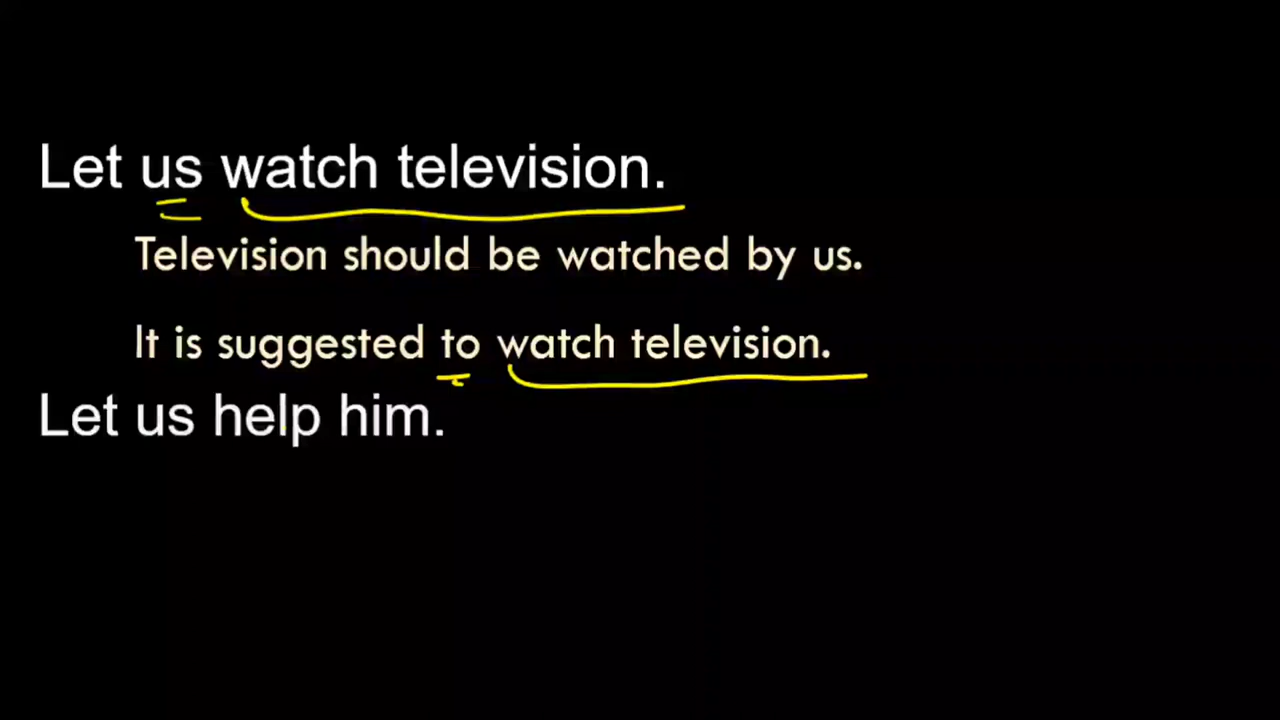 Let us watch television.
Television should be watched by us.
It is suggested to watch television.
Let us help him.